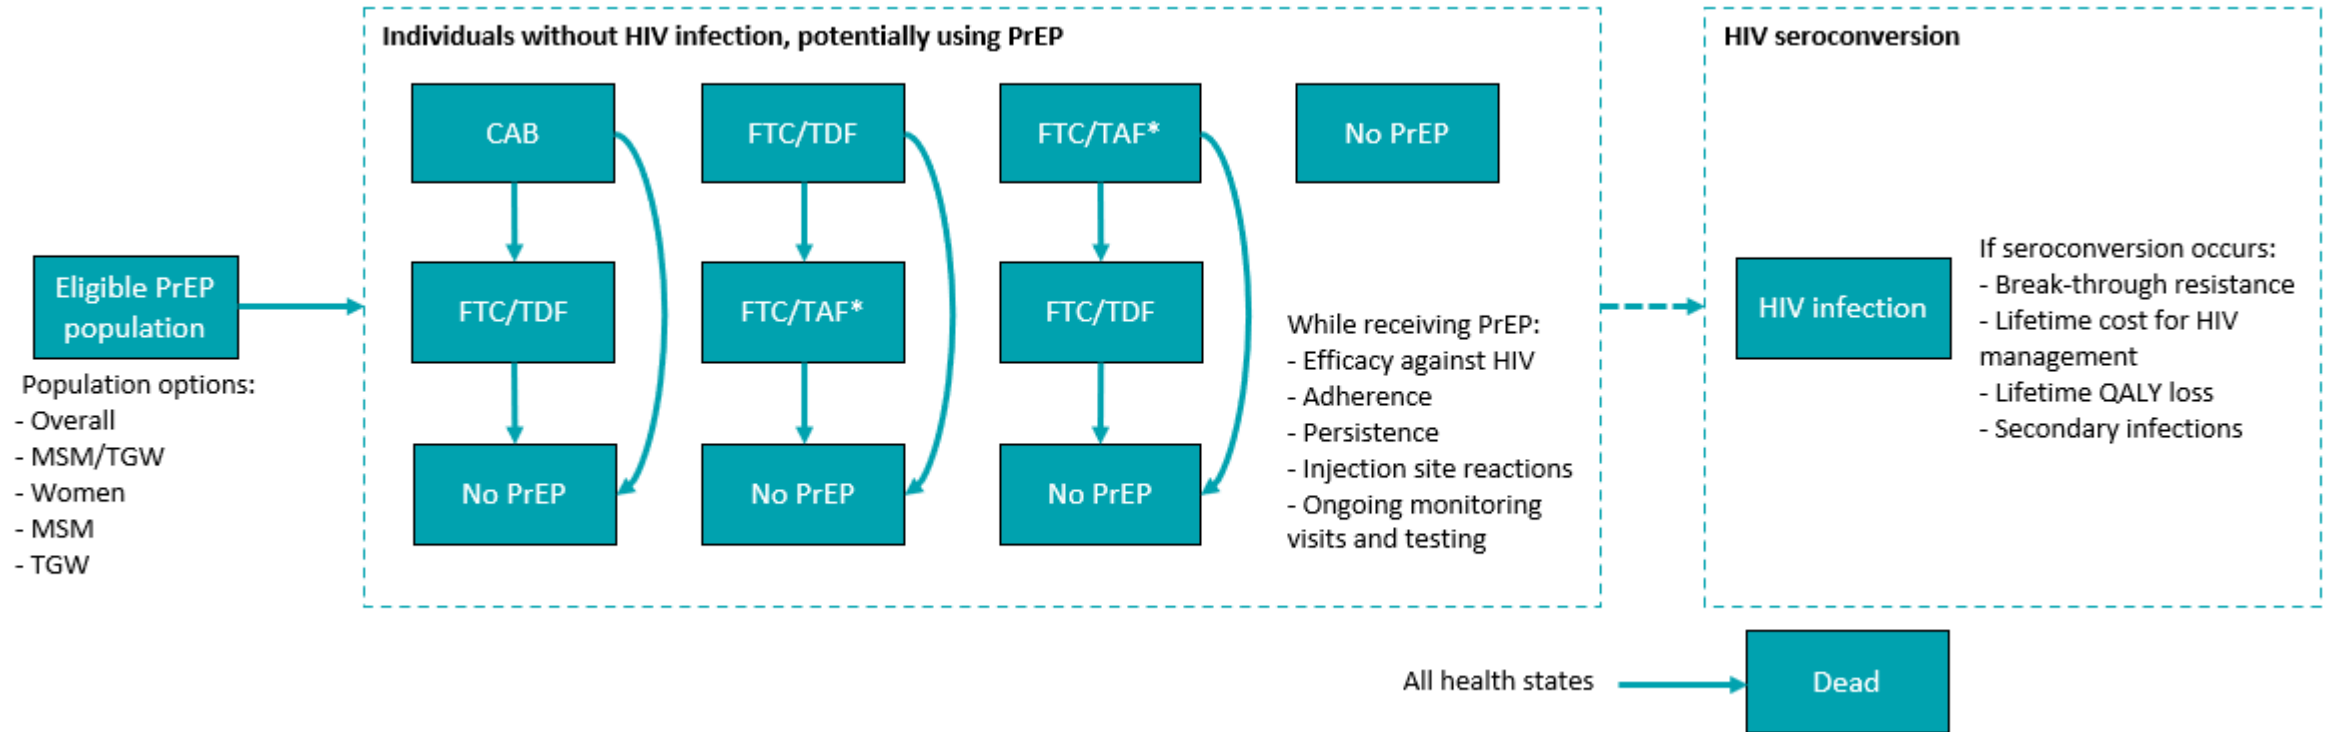 Individuals without HIV infection, potentially using PrEP
HIV seroconversion
CAB
FTC/TDF
FTC/TAF*
No PrEP
Eligible PrEP
population
Population options:
- Overall
- MSM/TGW
- Women
- MSM
- TGW
FTC/TDF
FTC/TAF*
FTC/TDF
No PrEP
No PrEP
No PrEP
While receiving PrEP:
- Efficacy against HIV
- Adherence
- Persistence
- Injection site reactions
- Ongoing monitoring
visits and testing
HIV infection
If seroconversion occurs:
- Break-through resistance
- Lifetime cost for HIV
management
- Lifetime QALY loss
- Secondary infections
All health states
Dead